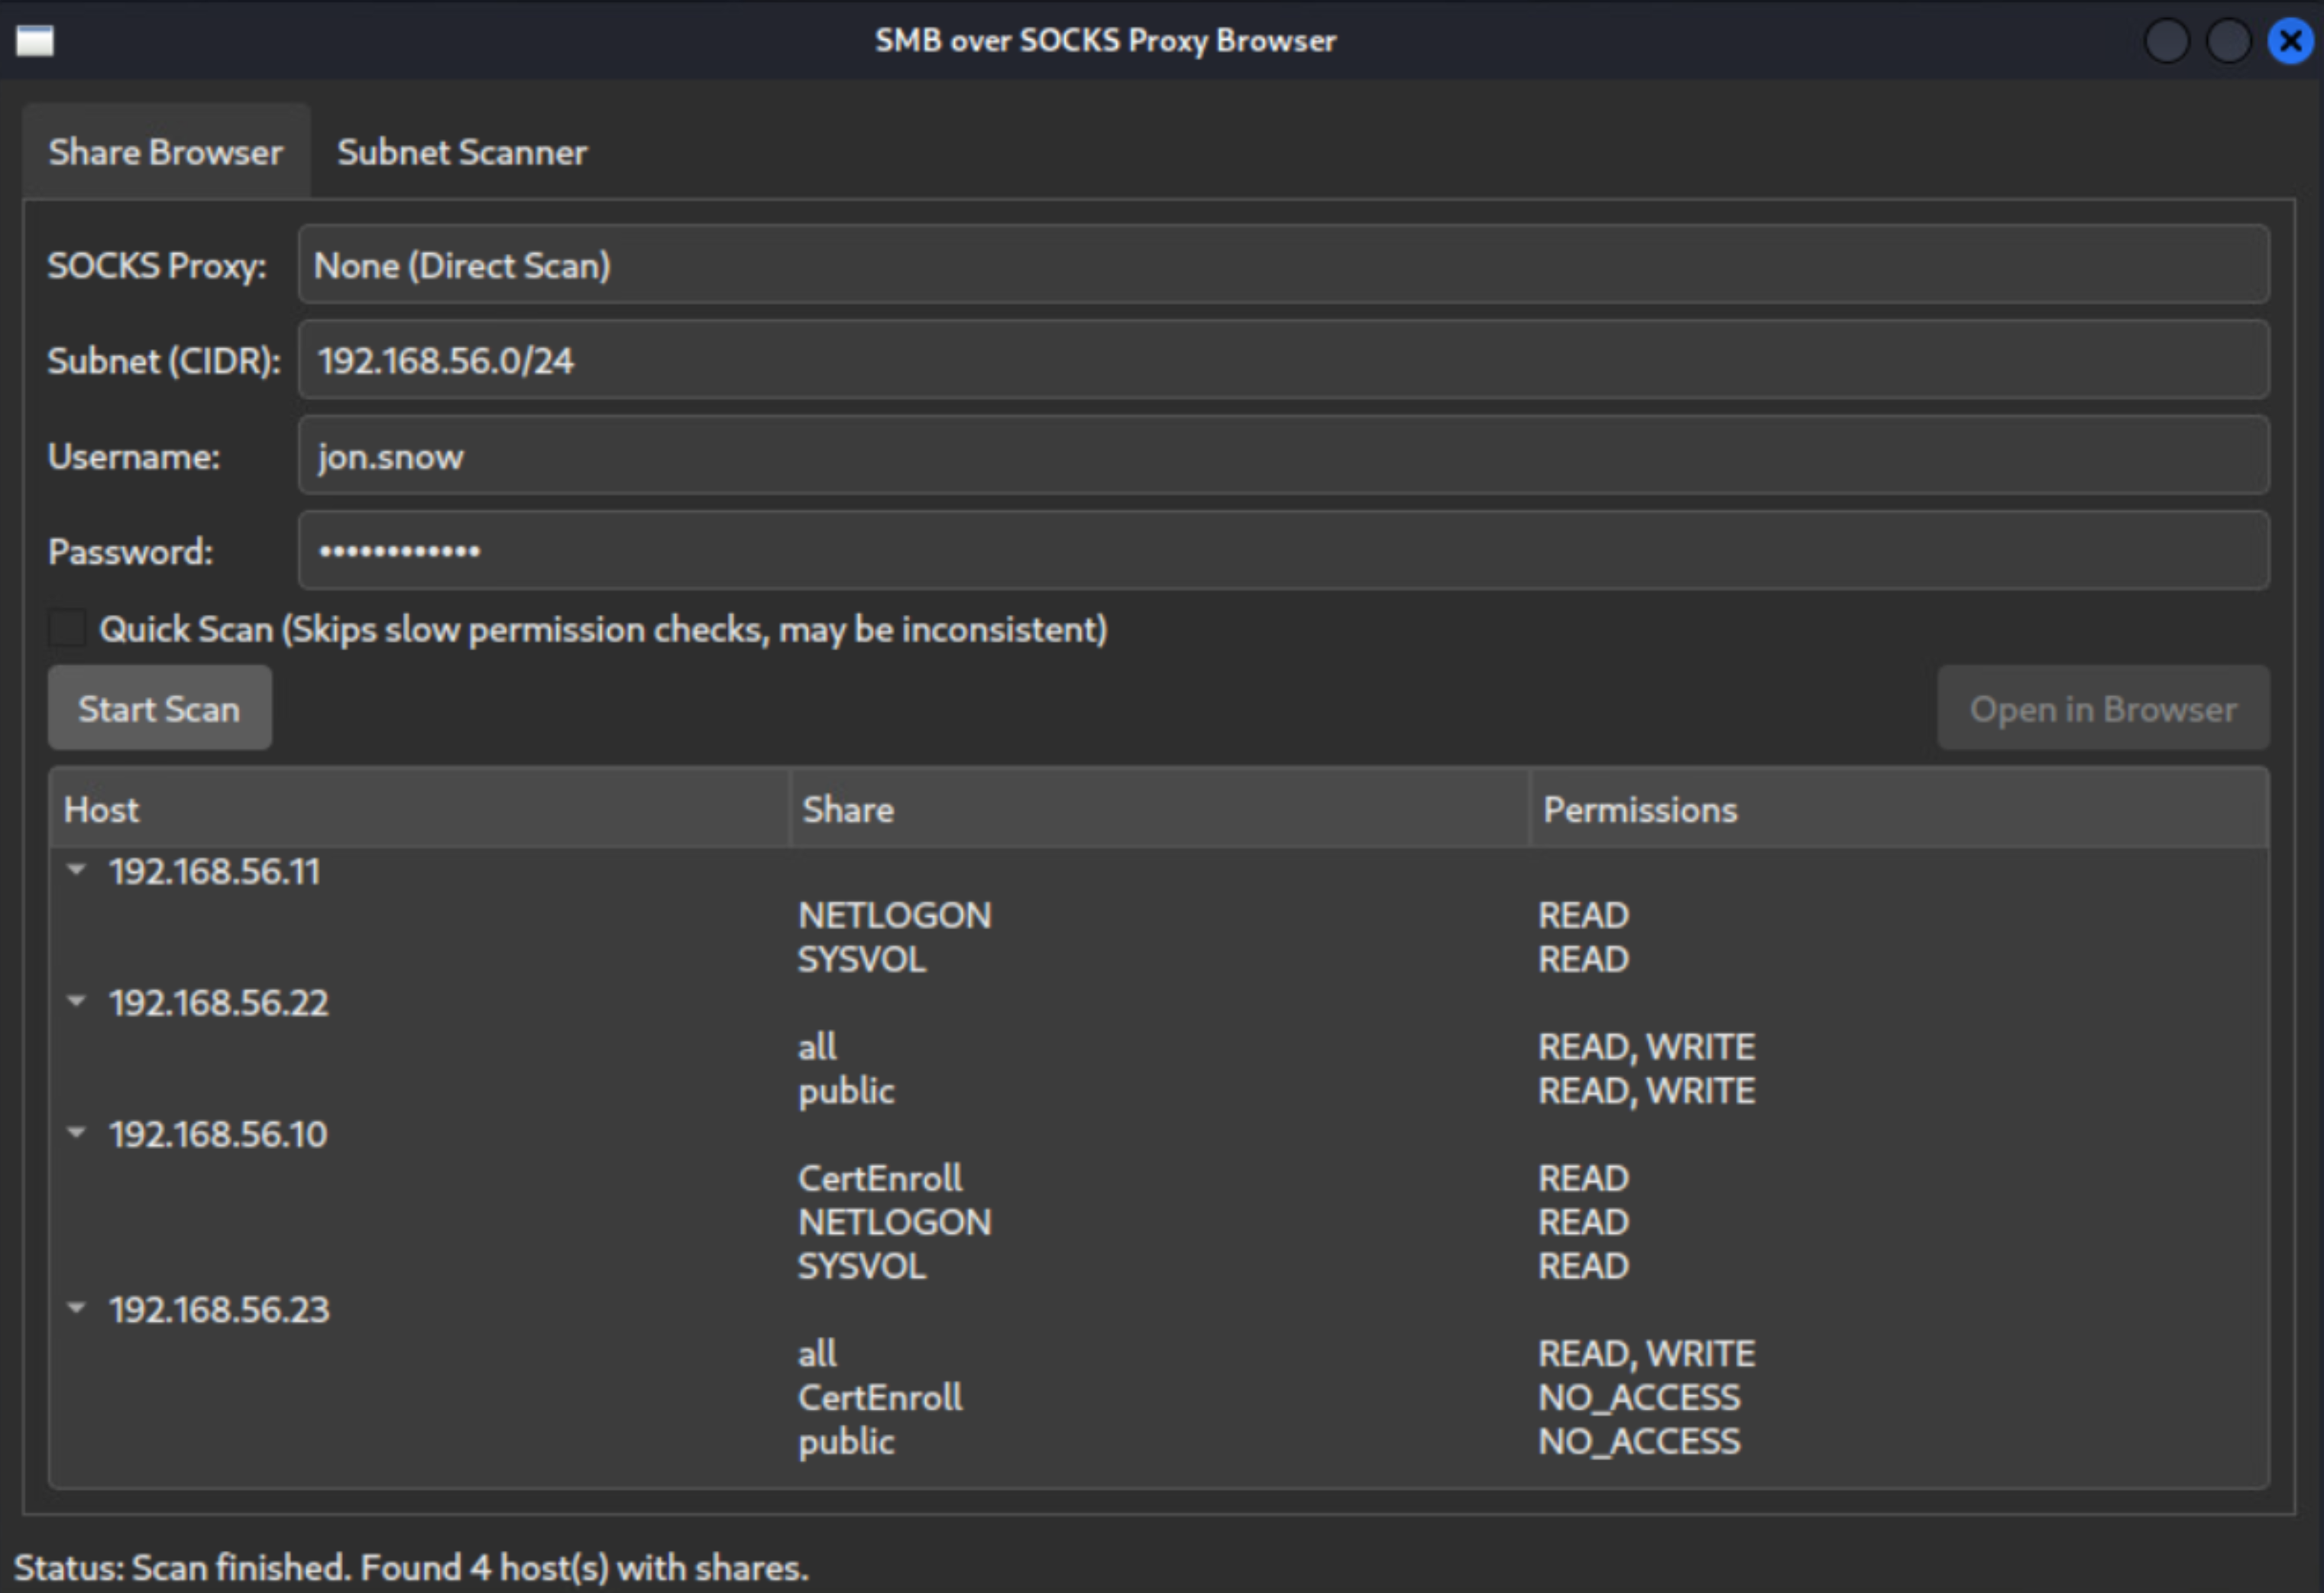 SMB over SOCKS Proxy Browser
Share Browser Subnet Scanner
SOCKS Proxy: None (Direct Scan)
Subnet (CIDR): 192.168.56.0/24
Username: jon.snow
Password: ••••••••••••
Quick Scan (Skips slow permission checks, may be inconsistent)
Start Scan Open in Browser
Host Share Permissions
192.168.56.11
NETLOGON READ
SYSVOL READ
192.168.56.22
all READ, WRITE
public READ, WRITE
192.168.56.10
CertEnroll READ
NETLOGON READ
SYSVOL READ
192.168.56.23
all READ, WRITE
CertEnroll NO_ACCESS
public NO_ACCESS
Status: Scan finished. Found 4 host(s) with shares.